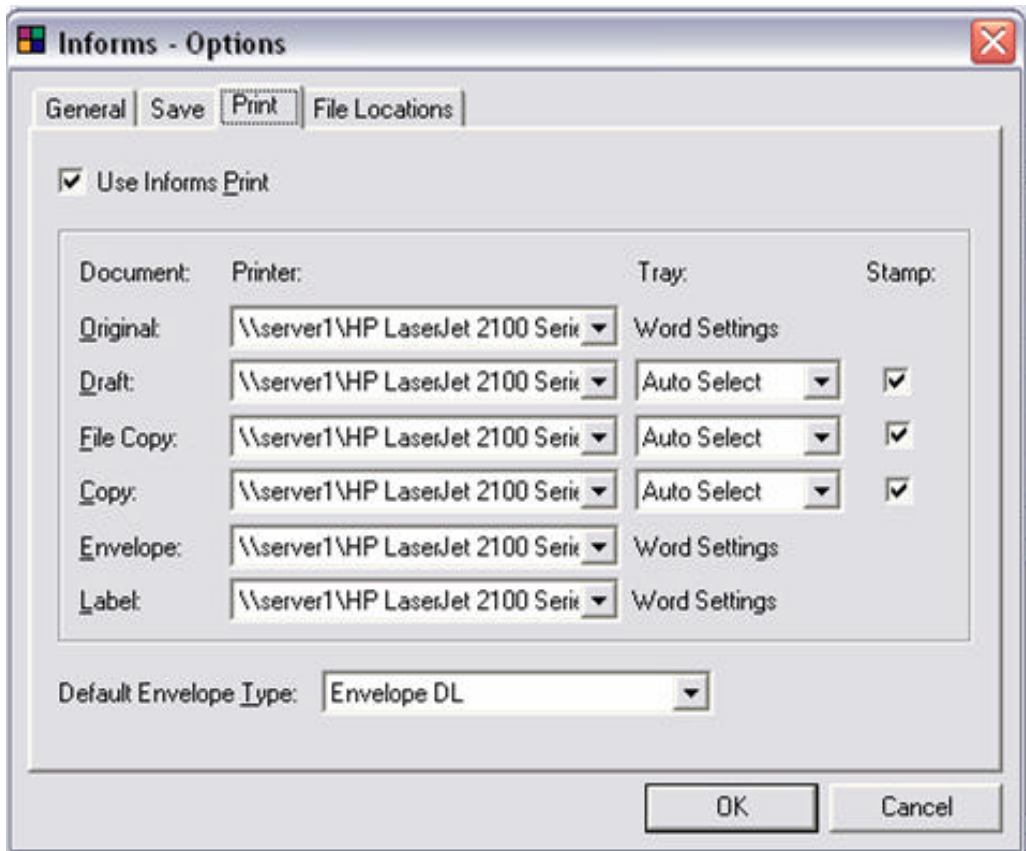 Informs - Options
General Save Print File Locations
Use Informs Print
Document: Printer: Tray: Stamp:
Original: \\server1\HP LaserJet 2100 Serie Word Settings
Draft: \\server1\HP LaserJet 2100 Serie Auto Select
File Copy: \\server1\HP LaserJet 2100 Serie Auto Select
Copy: \\server1\HP LaserJet 2100 Serie Auto Select
Envelope: \\server1\HP LaserJet 2100 Serie Word Settings
Label: \\server1\HP LaserJet 2100 Serie Word Settings
Default Envelope Type: Envelope DL
OK Cancel